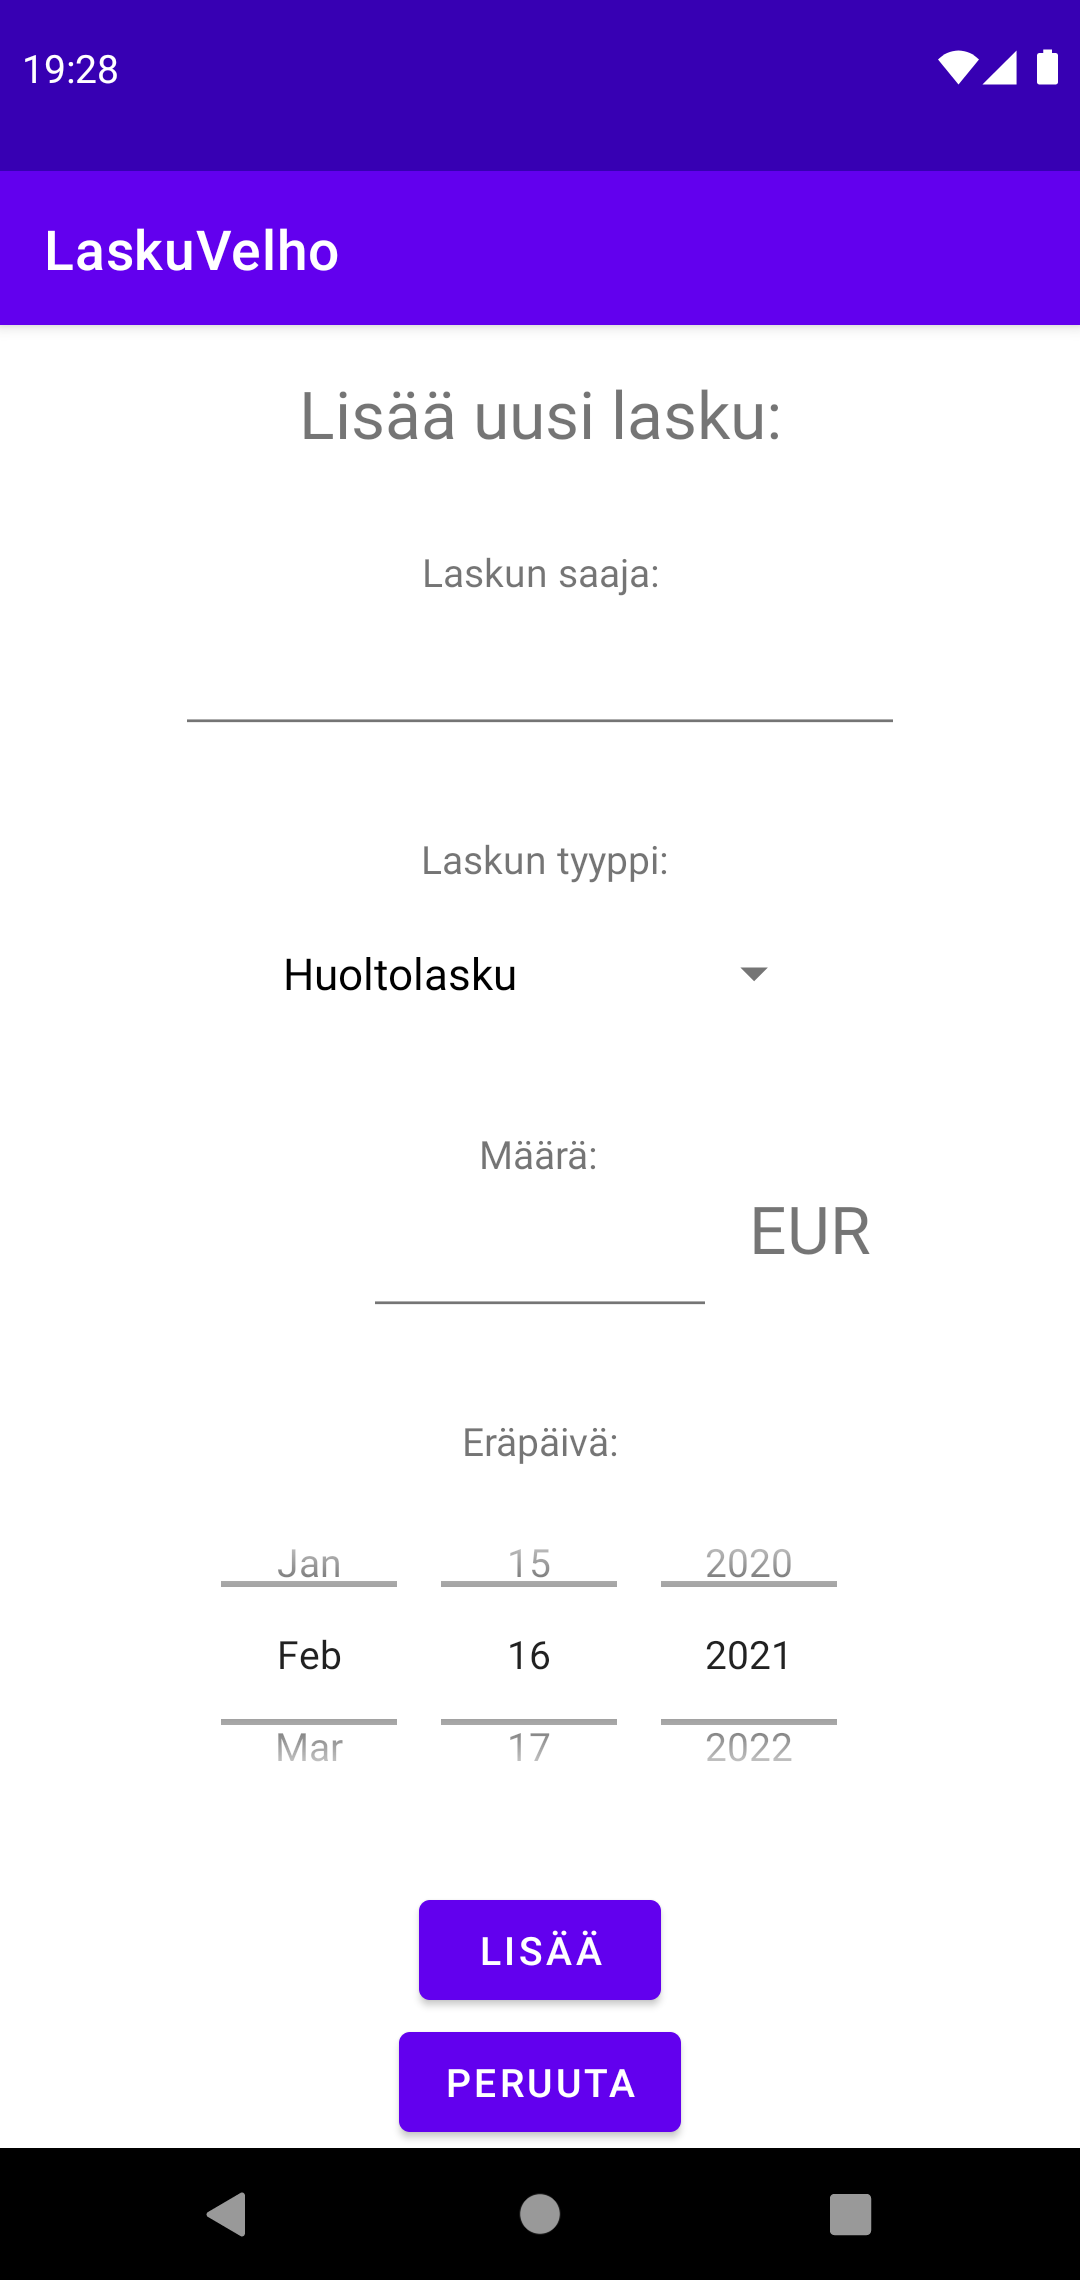 19:28
LaskuVelho
Lisää uusi lasku:
Laskun saaja:
Laskun tyyppi:
Huoltolasku
Määrä:
EUR
Eräpäivä:
Jan 15 2020
Feb 16 2021
Mar 17 2022
LISÄÄ
PERUUTA